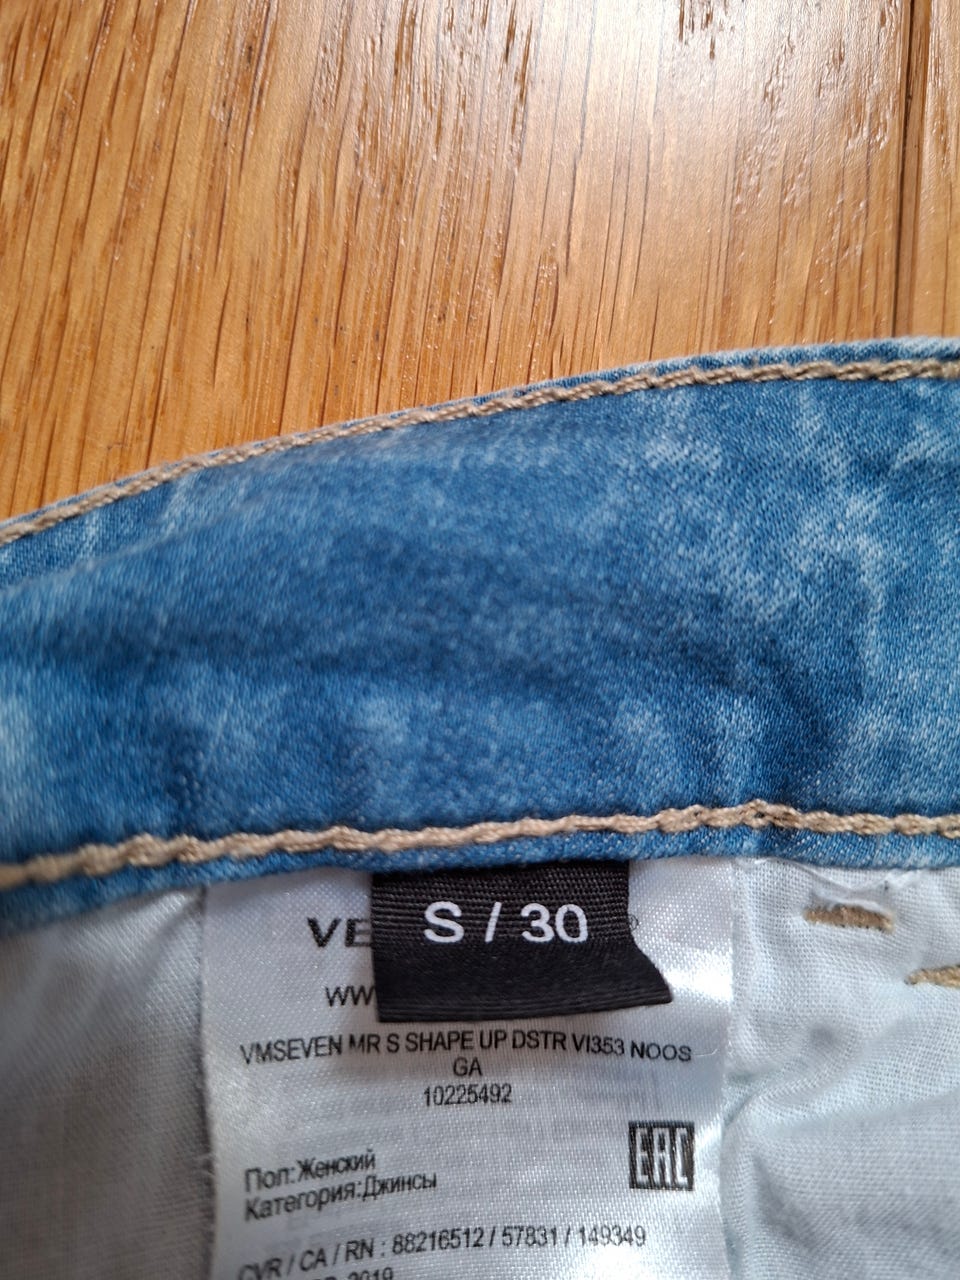 S / 30
VE
WW
VMSEVEN MR S SHAPE UP DSTR VI353 NOOS
GA
10225492
EAC
Пол:Женский
Категория:Джинсы
CVR / CA / RN : 88216512 / 57831 / 149349
2019